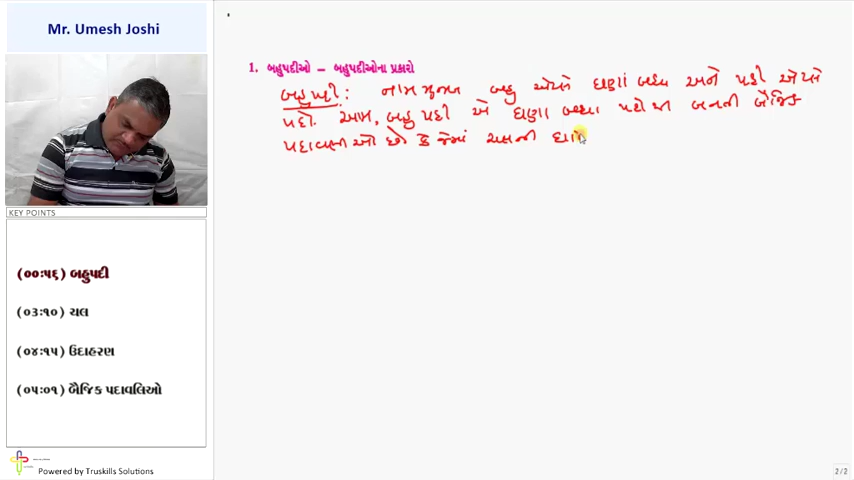 Mr. Umesh Joshi
1. બહુપદીઓ – બહુપદીઓના પ્રકારો
બહુપદી : નામ મુજબ બહુ એટલે ઘણાં બધા અને પદી એટલે
પદો. આમ, બહુપદી એ ઘણા બધા પદોથી બનતી બૈજિક
પદાવલીઓ છે કે જેમાં ચલની ઘાત
KEY POINTS
(૦૦:૫૬) બહુપદી
(૦૩:૧૦) ચલ
(૦૪:૧૫) ઉદાહરણ
(૦૫:૦૧) બૈજિક પદાવલિઓ
Powered by Truskills Solutions
2/2